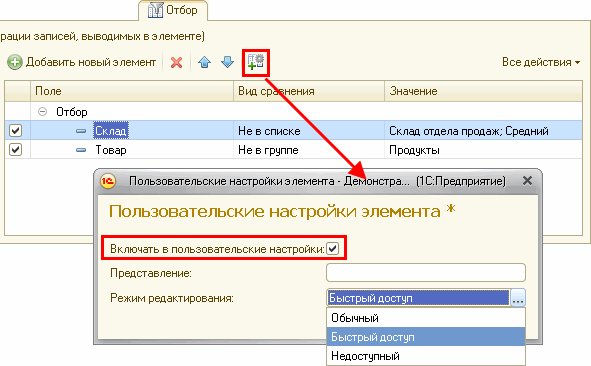 Отбор
рации записей, выводимых в элементе)
Добавить новый элемент Все действия
Поле Вид сравнения Значение
Отбор
Склад Не в списке Склад отдела продаж; Средний
Товар Не в группе Продукты
1С Пользовательские настройки элемента - Демонстра... (1С:Предприятие)
Пользовательские настройки элемента *
Включать в пользовательские настройки:
Представление:
Режим редактирования: Быстрый доступ ...
Обычный
Быстрый доступ
Недоступный